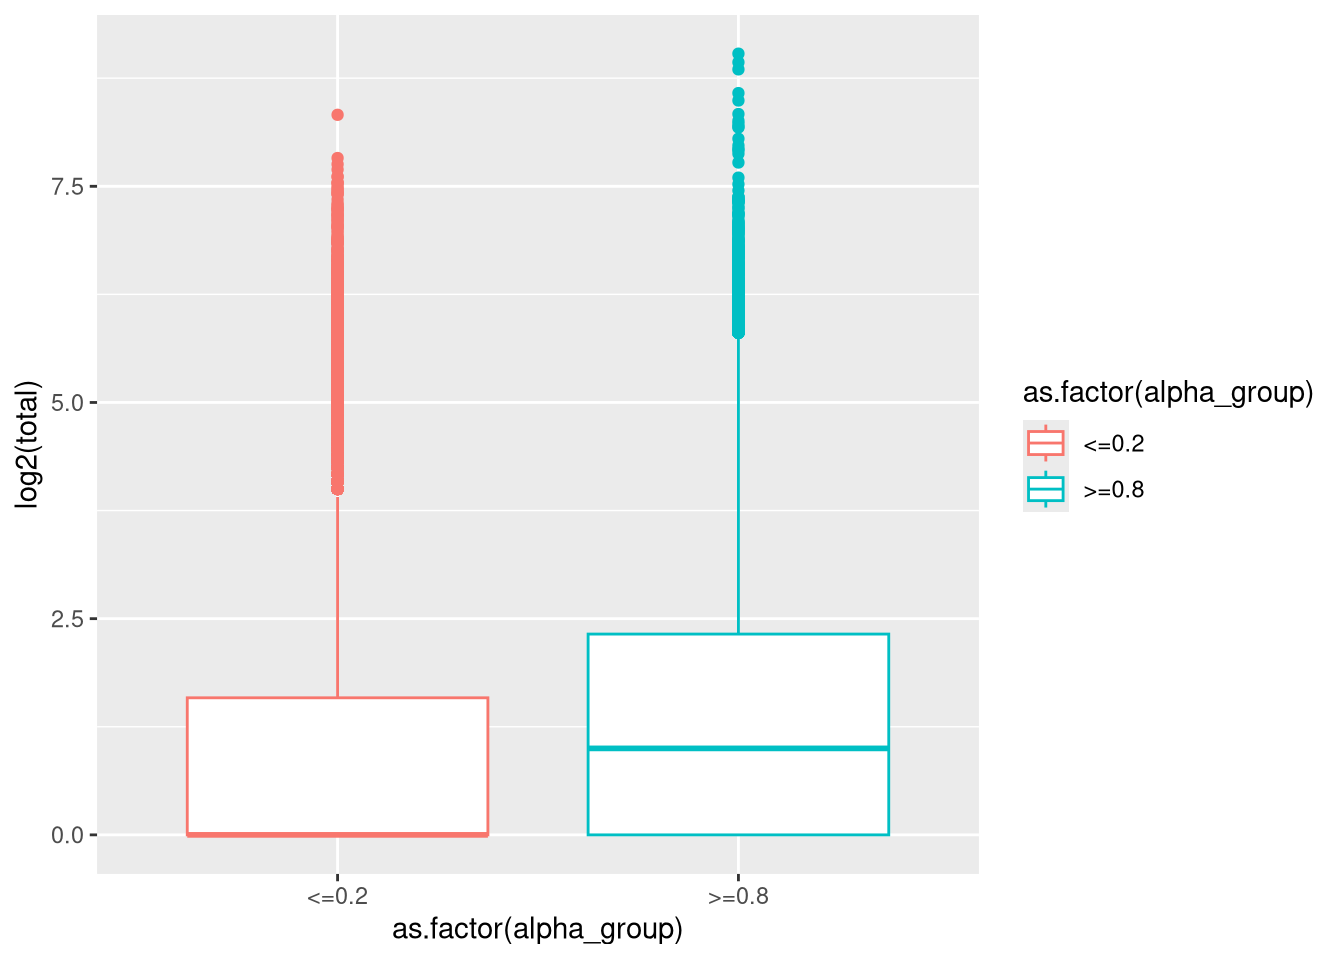 log2(total)
7.5
5.0
2.5
0.0
<=0.2
>=0.8
as.factor(alpha_group)
as.factor(alpha_group)
<=0.2
>=0.8